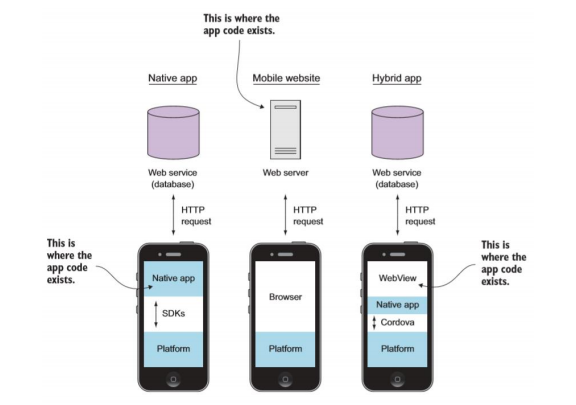 This is where the
app code exists.
Native app
Mobile website
Hybrid app
Web service
(database)
Web server
Web service
(database)
HTTP
request
HTTP
request
HTTP
request
This is
where the
app code
exists.
Native app
SDKs
Platform
Browser
Platform
WebView
Native app
Cordova
Platform
This is
where the
app code
exists.